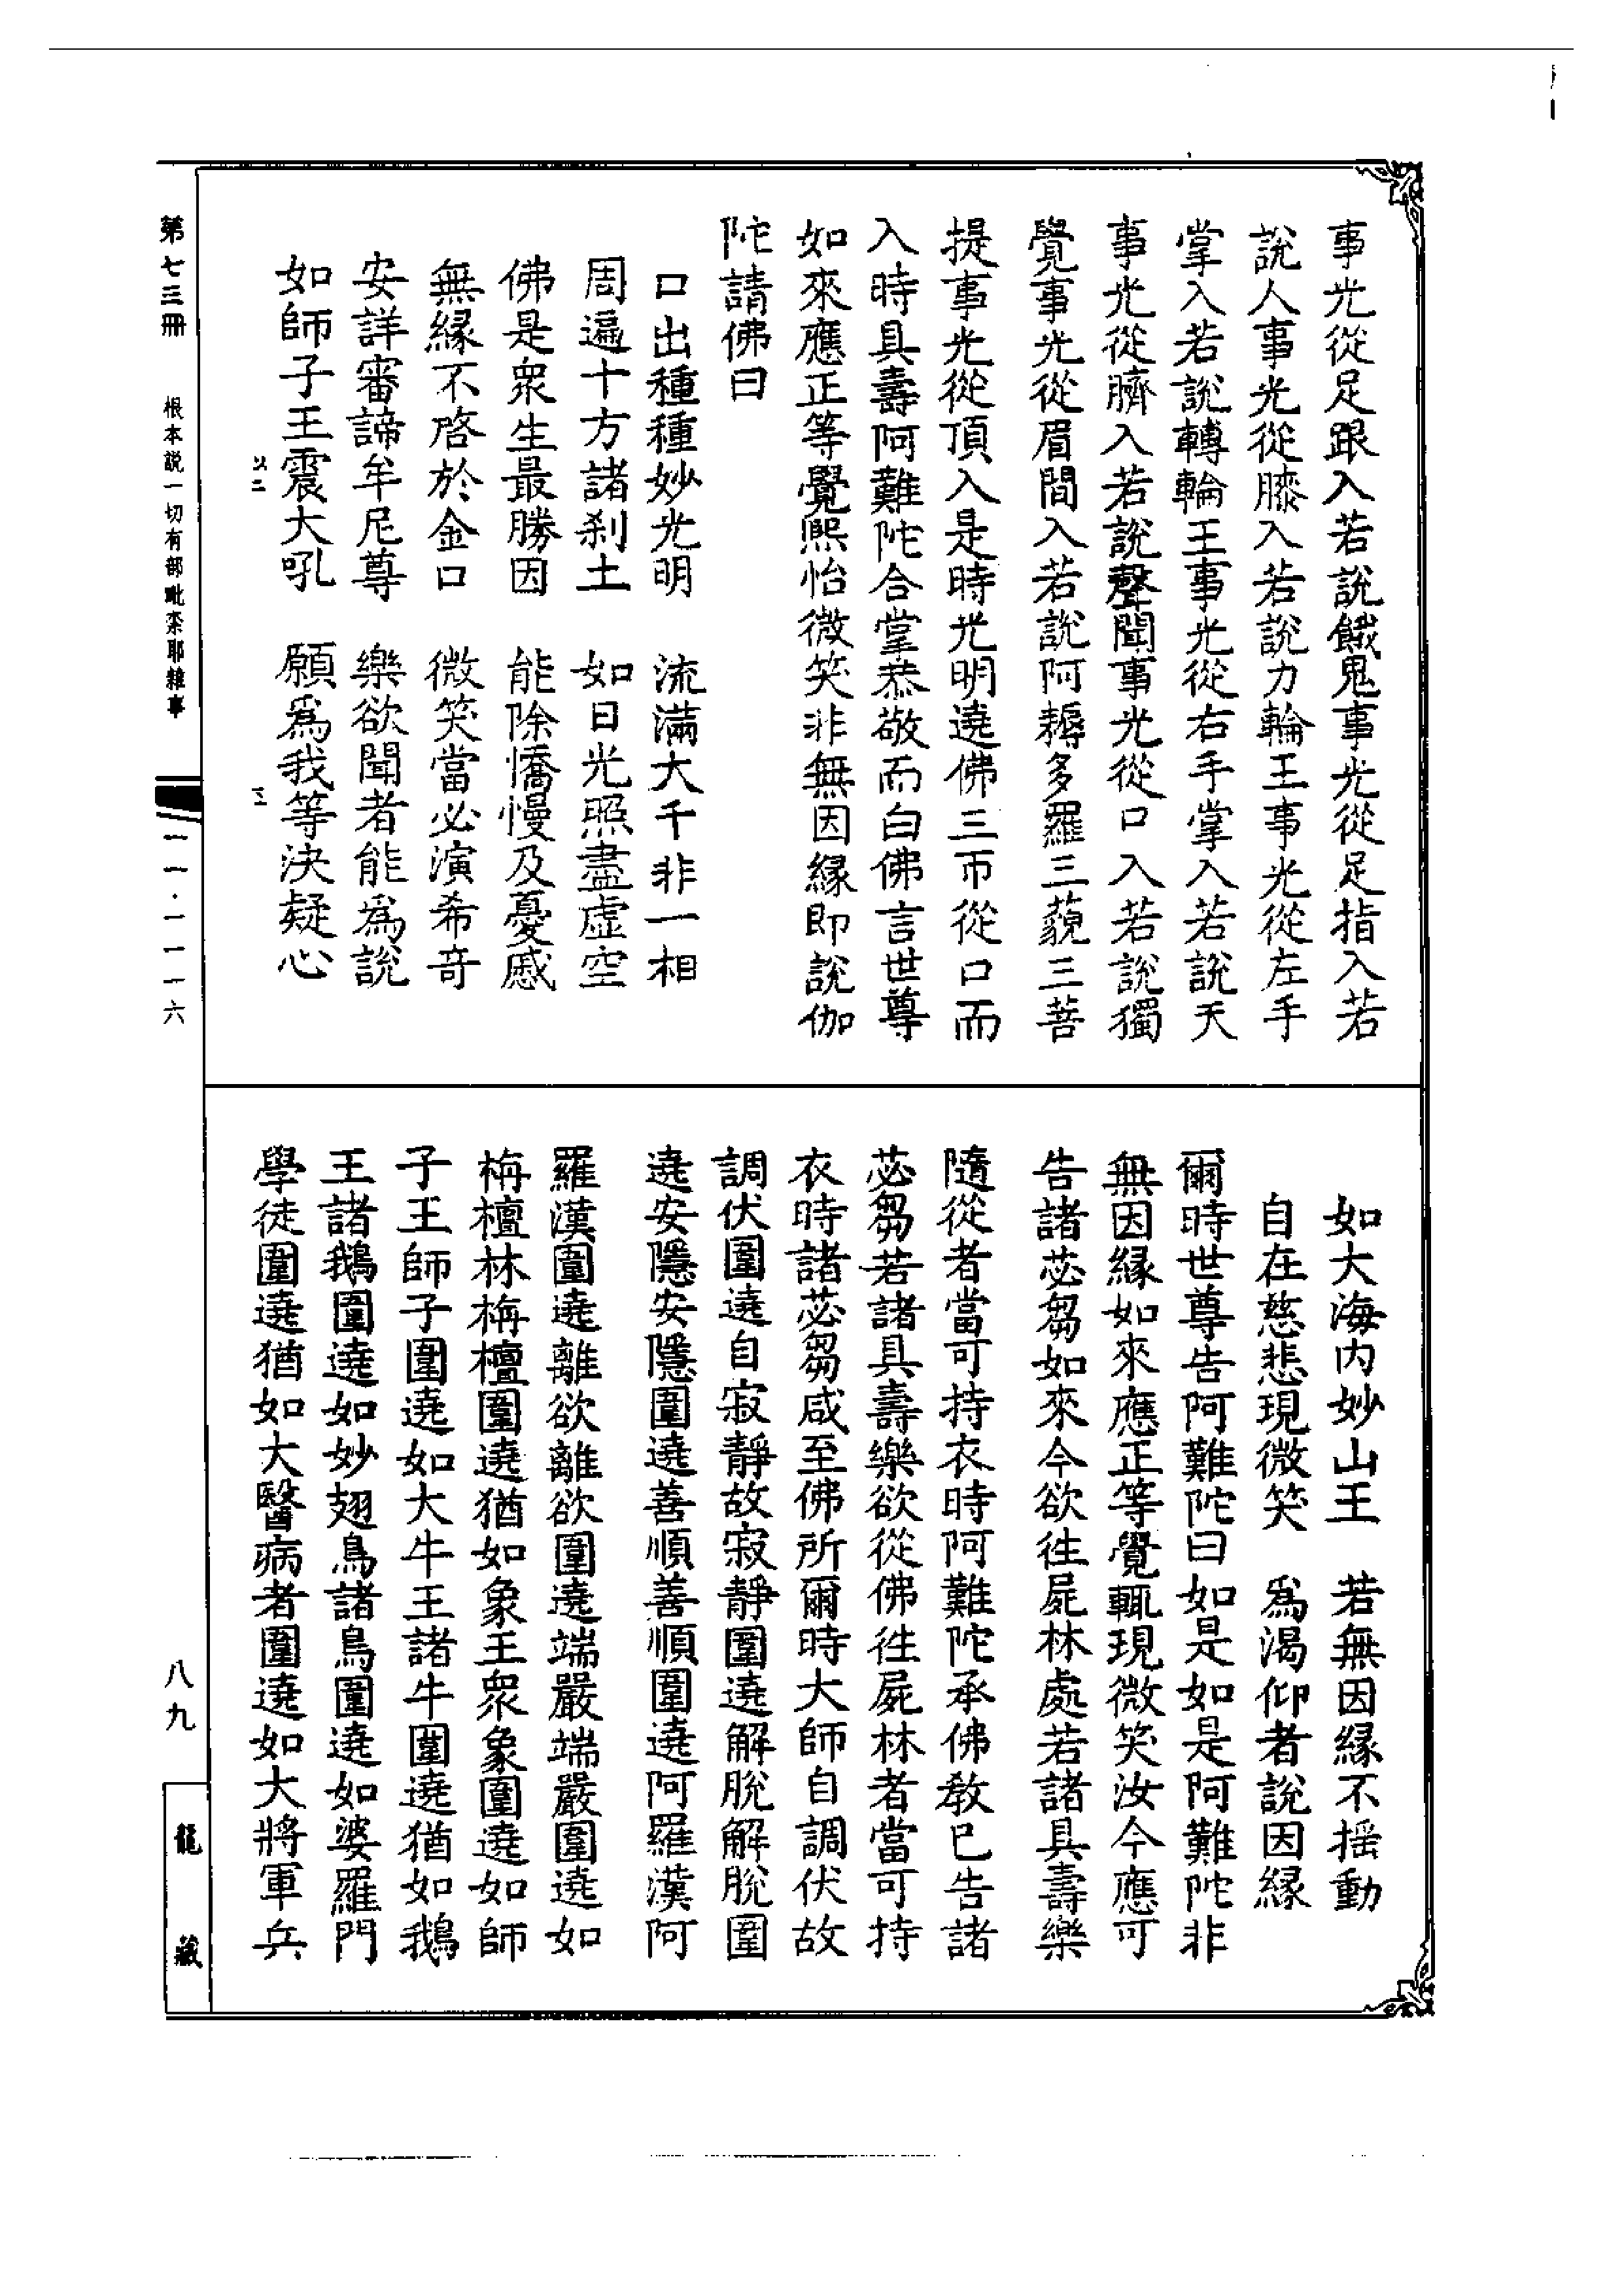 事光從足跟入若說餓鬼事光從足指入若
說人事光從膝入若說力輪王事光從左手
掌入若說轉輪王事光從右手掌入若說天
事光從臍入若說聲聞事光從口入若說獨
覺事光從眉間入若說阿耨多羅三藐三菩
提事光從頂入是時光明遶佛三帀從口而
入時具壽阿難陀合掌恭敬而白佛言世尊
如來應正等覺熈怡微笑非無因緣即說伽
陀請佛曰
口出種種妙光明　流滿大千非一相
周遍十方諸刹土　如日光照盡虛空
佛是衆生最勝因　能除憍慢及憂慼
無緣不啓於金口　微笑當必演希奇
安詳審諦牟尼尊　樂欲聞者能爲說
如師子王震大吼　願爲我等決疑心
如大海内妙山王　若無因緣不揺動
自在慈悲現微笑　爲渴仰者說因緣
爾時世尊告阿難陀曰如是如是阿難陀非
無因緣如來應正等覺輒現微笑汝今應可
告諸苾芻如來今欲往屍林處若諸具壽樂
隨從者當可持衣時阿難陀承佛教已告諸
苾芻若諸具壽樂欲從佛往屍林者當可持
衣時諸苾芻咸至佛所爾時大師自調伏故
調伏圍遶自寂靜故寂靜圍遶解脫解脫圍
遶安隱安隱圍遶善順善順圍遶阿羅漢阿
羅漢圍遶離欲離欲圍遶端嚴端嚴圍遶如
栴檀林栴檀圍遶猶如象王衆象圍遶如師
子王師子圍遶如大牛王諸牛圍遶猶如鵝
王諸鵝圍遶如妙翅鳥諸鳥圍遶如婆羅門
學徒圍遶猶如大醫病者圍遶如大將軍兵
第七三冊　根本説一切有部毗柰耶雜事
一一·一一一六
八九
龍藏